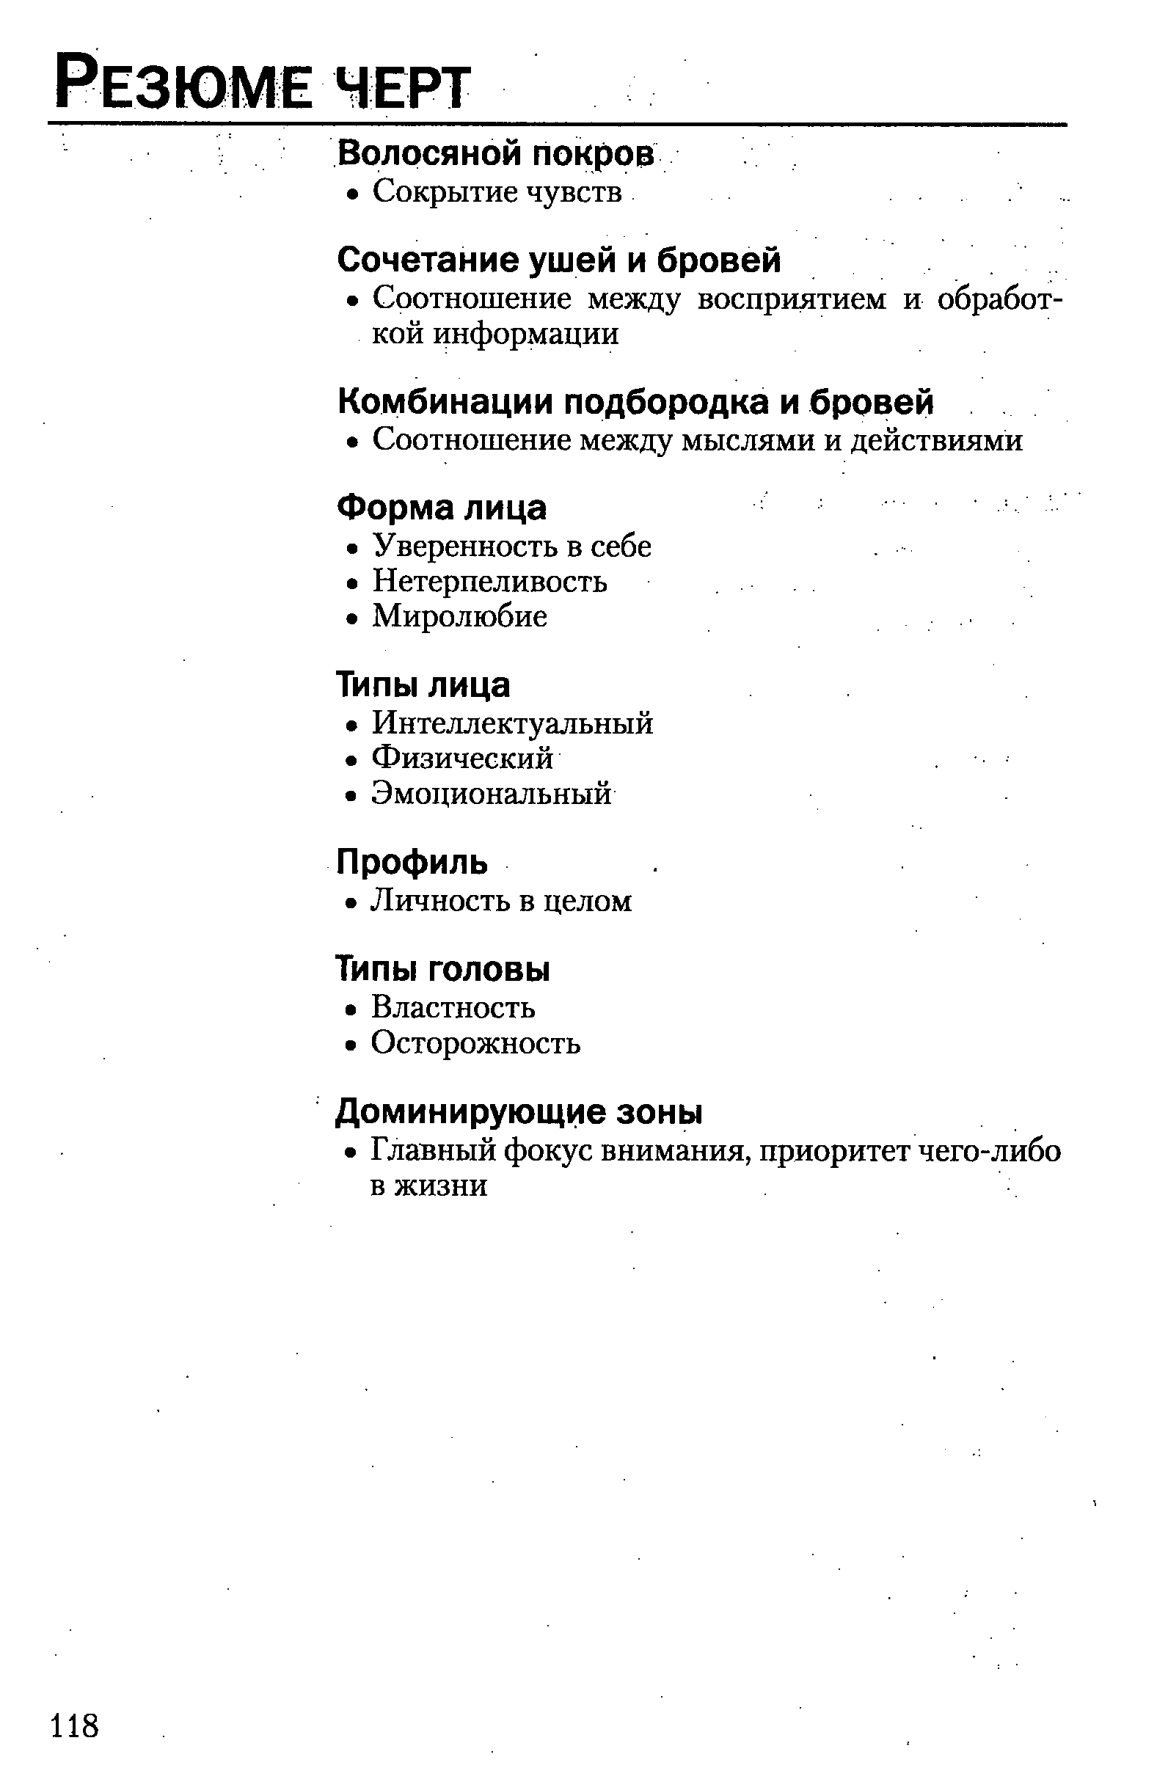 РЕЗЮМЕ ЧЕРТ
Волосяной покров
• Сокрытие чувств
Сочетание ушей и бровей
• Соотношение между восприятием и обработ-
кой информации
Комбинации подбородка и бровей
• Соотношение между мыслями и действиями
Форма лица
• Уверенность в себе
• Нетерпеливость
• Миролюбие
Типы лица
• Интеллектуальный
• Физический
• Эмоциональный
Профиль
• Личность в целом
Типы головы
• Властность
• Осторожность
Доминирующие зоны
• Главный фокус внимания, приоритет чего-либо
в жизни
118